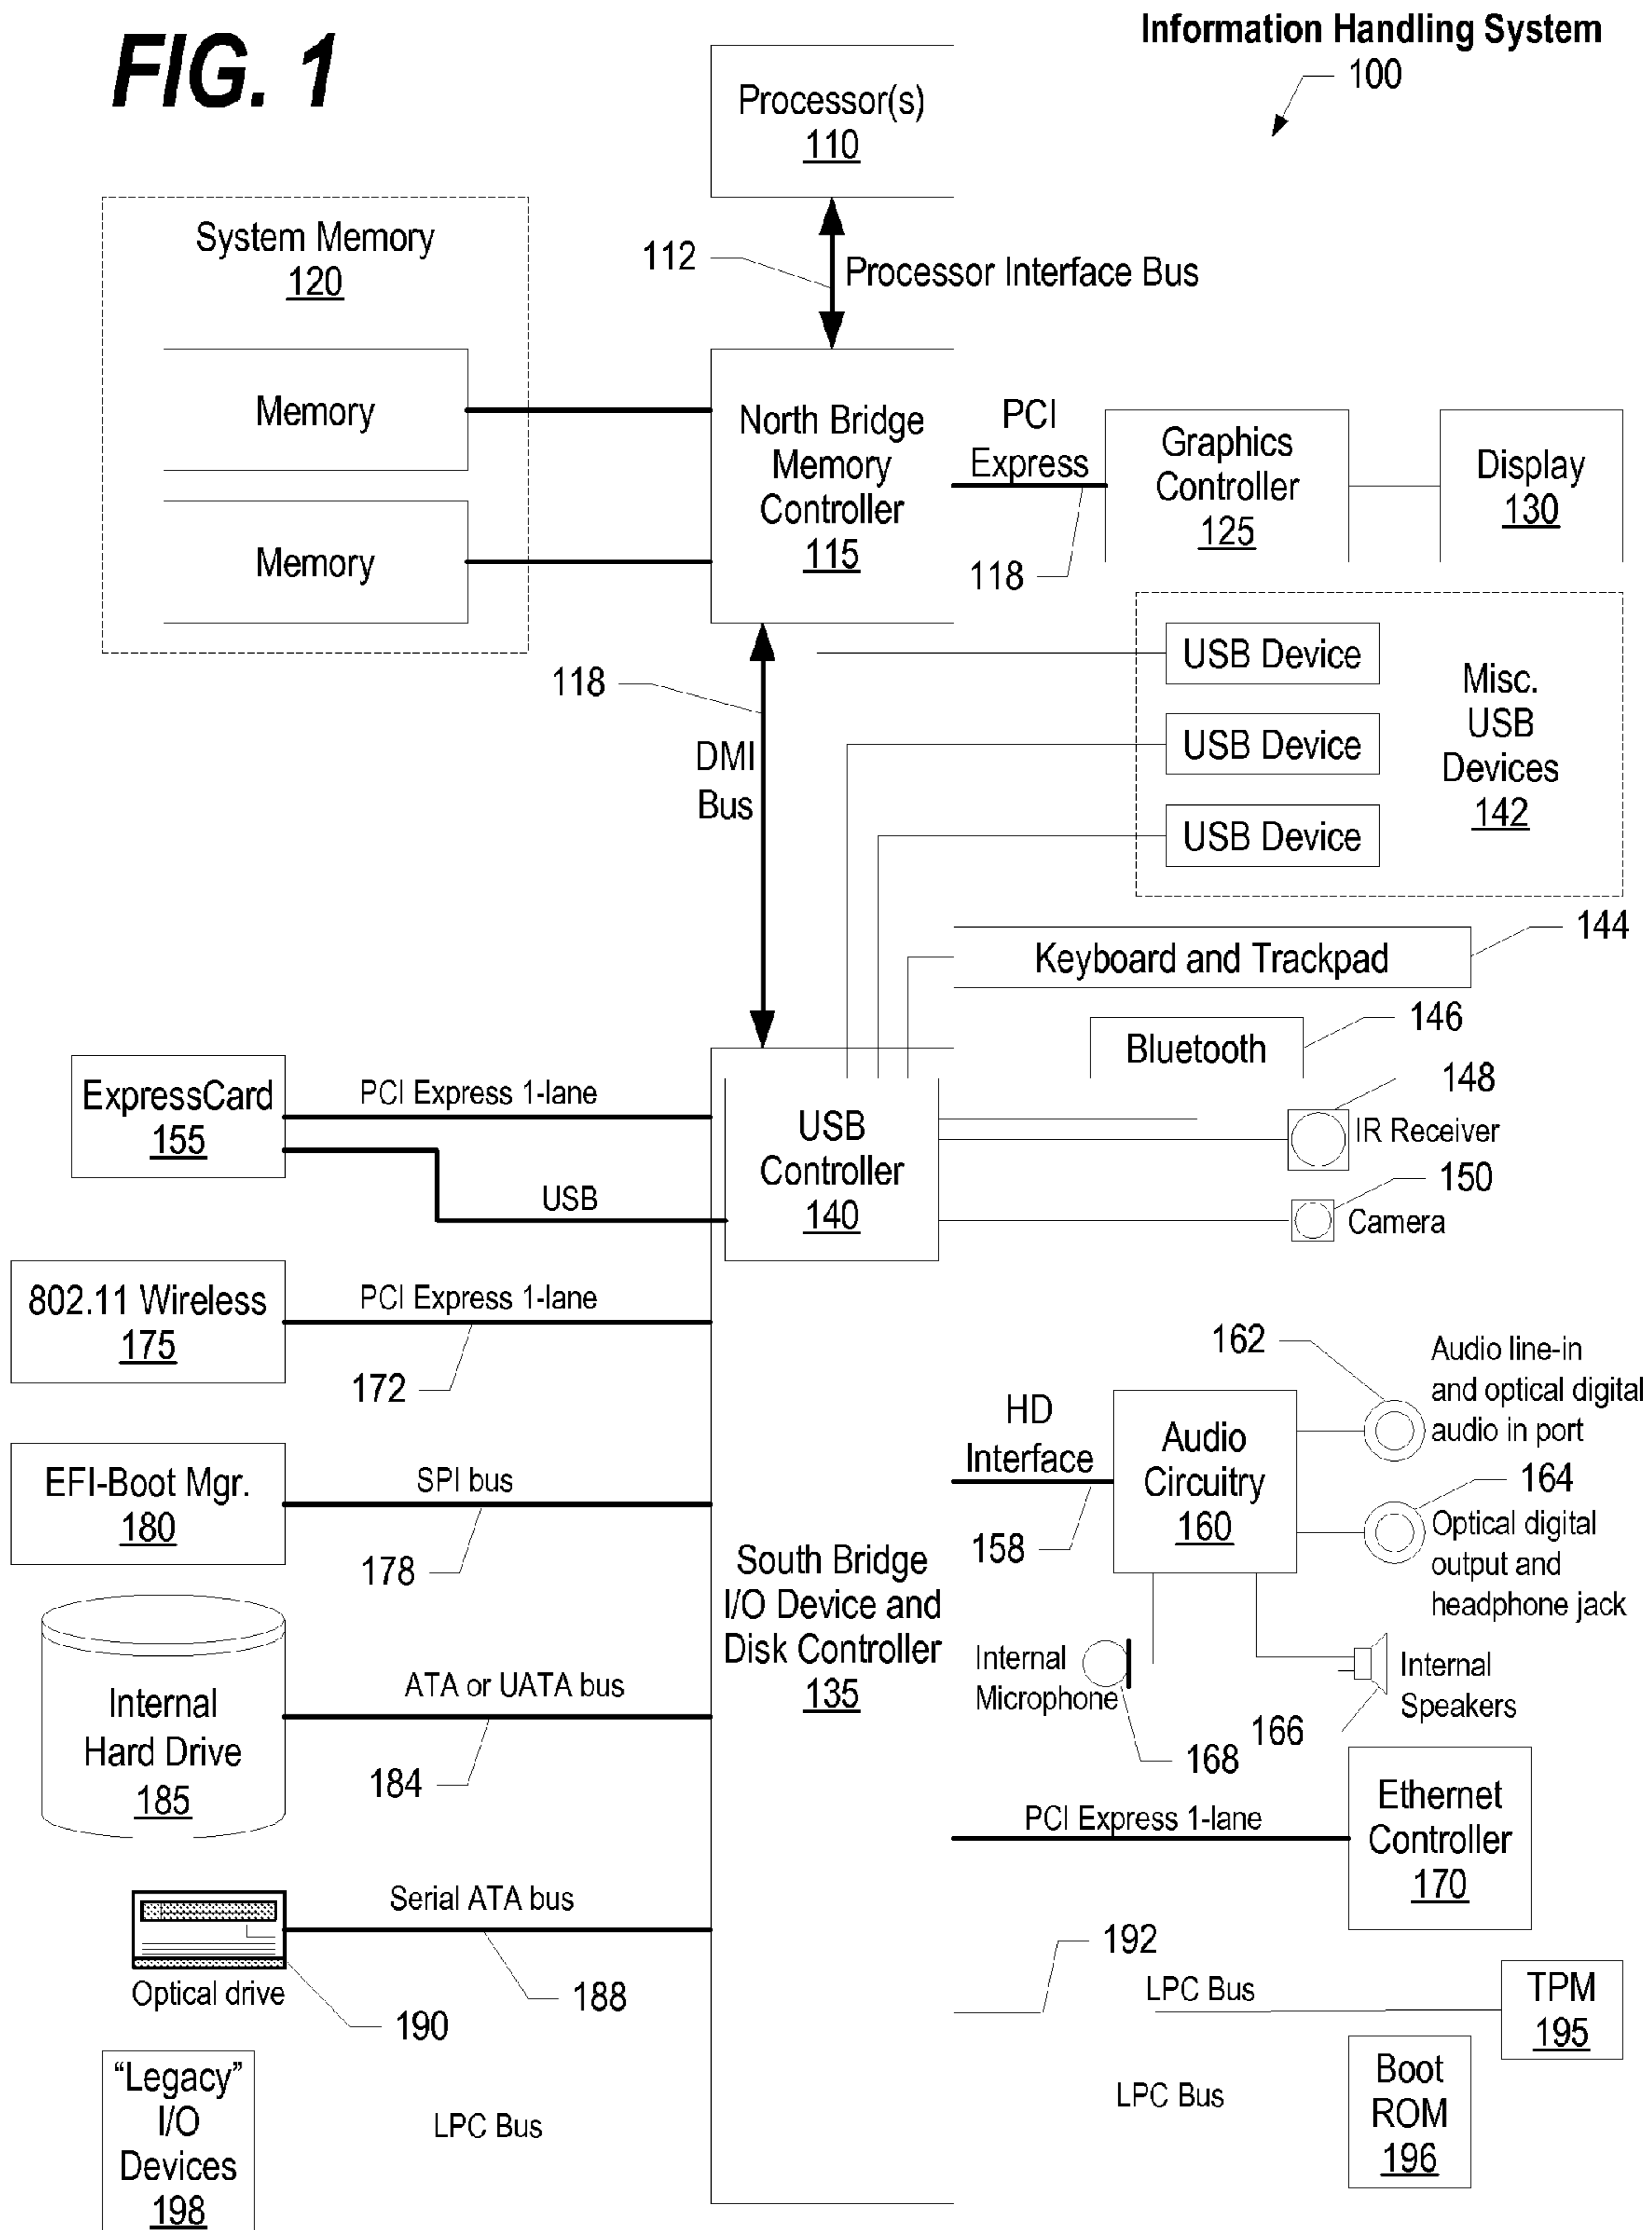 FIG. 1
Information Handling System
100
Processor(s)
110
System Memory
120
112
Processor Interface Bus
Memory
Memory
North Bridge
Memory
Controller
115
PCI
Express
118
Graphics
Controller
125
Display
130
118
DMI
Bus
USB Device
USB Device
USB Device
Misc.
USB
Devices
142
144
Keyboard and Trackpad
146
Bluetooth
148
IR Receiver
150
Camera
ExpressCard
155
PCI Express 1-lane
USB
USB
Controller
140
802.11 Wireless
175
PCI Express 1-lane
172
162
Audio line-in
and optical digital
audio in port
HD
Interface
158
Audio
Circuitry
160
164
Optical digital
output and
headphone jack
EFI-Boot Mgr.
180
SPI bus
178
South Bridge
I/O Device and
Disk Controller
135
Internal
Microphone
168
166
Internal
Speakers
Internal
Hard Drive
185
ATA or UATA bus
184
PCI Express 1-lane
Ethernet
Controller
170
Serial ATA bus
188
Optical drive
190
192
LPC Bus
TPM
195
LPC Bus
Boot
ROM
196
“Legacy”
I/O
Devices
198
LPC Bus